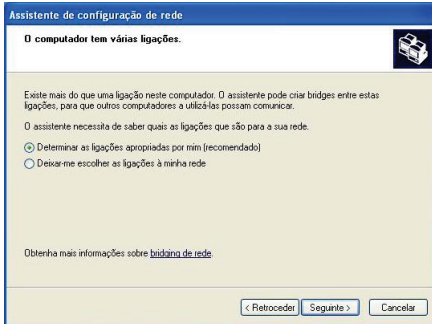 Assistente de configuração de rede
O computador tem várias ligações.
Existe mais do que uma ligação neste computador. O assistente pode criar bridges entre estas
ligações, para que outros computadores a utilizá-las possam comunicar.
O assistente necessita de saber quais as ligações que são para a sua rede.
Determinar as ligações apropriadas por mim (recomendado)
Deixar-me escolher as ligações à minha rede
Obtenha mais informações sobre bridging de rede.
< Retroceder Seguinte > Cancelar